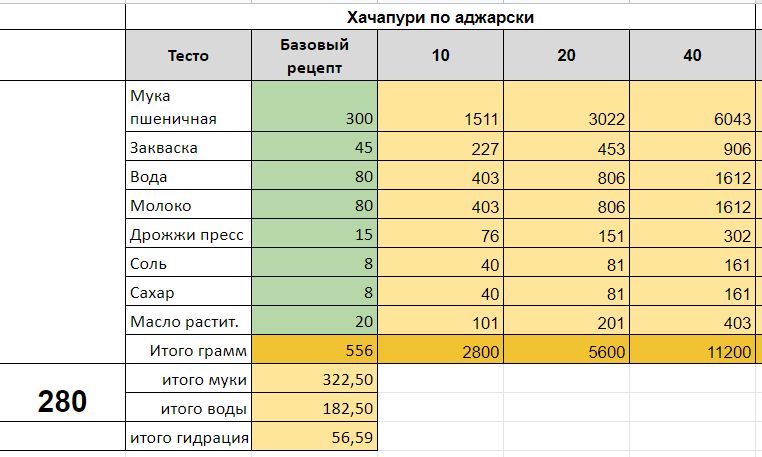 Хачапури по аджарски
Тесто Базовый рецепт 10 20 40
Мука пшеничная 300 1511 3022 6043
Закваска 45 227 453 906
Вода 80 403 806 1612
Молоко 80 403 806 1612
Дрожжи пресс 15 76 151 302
Соль 8 40 81 161
Сахар 8 40 81 161
Масло растит. 20 101 201 403
Итого грамм 556 2800 5600 11200
280
итого муки 322,50
итого воды 182,50
итого гидрация 56,59